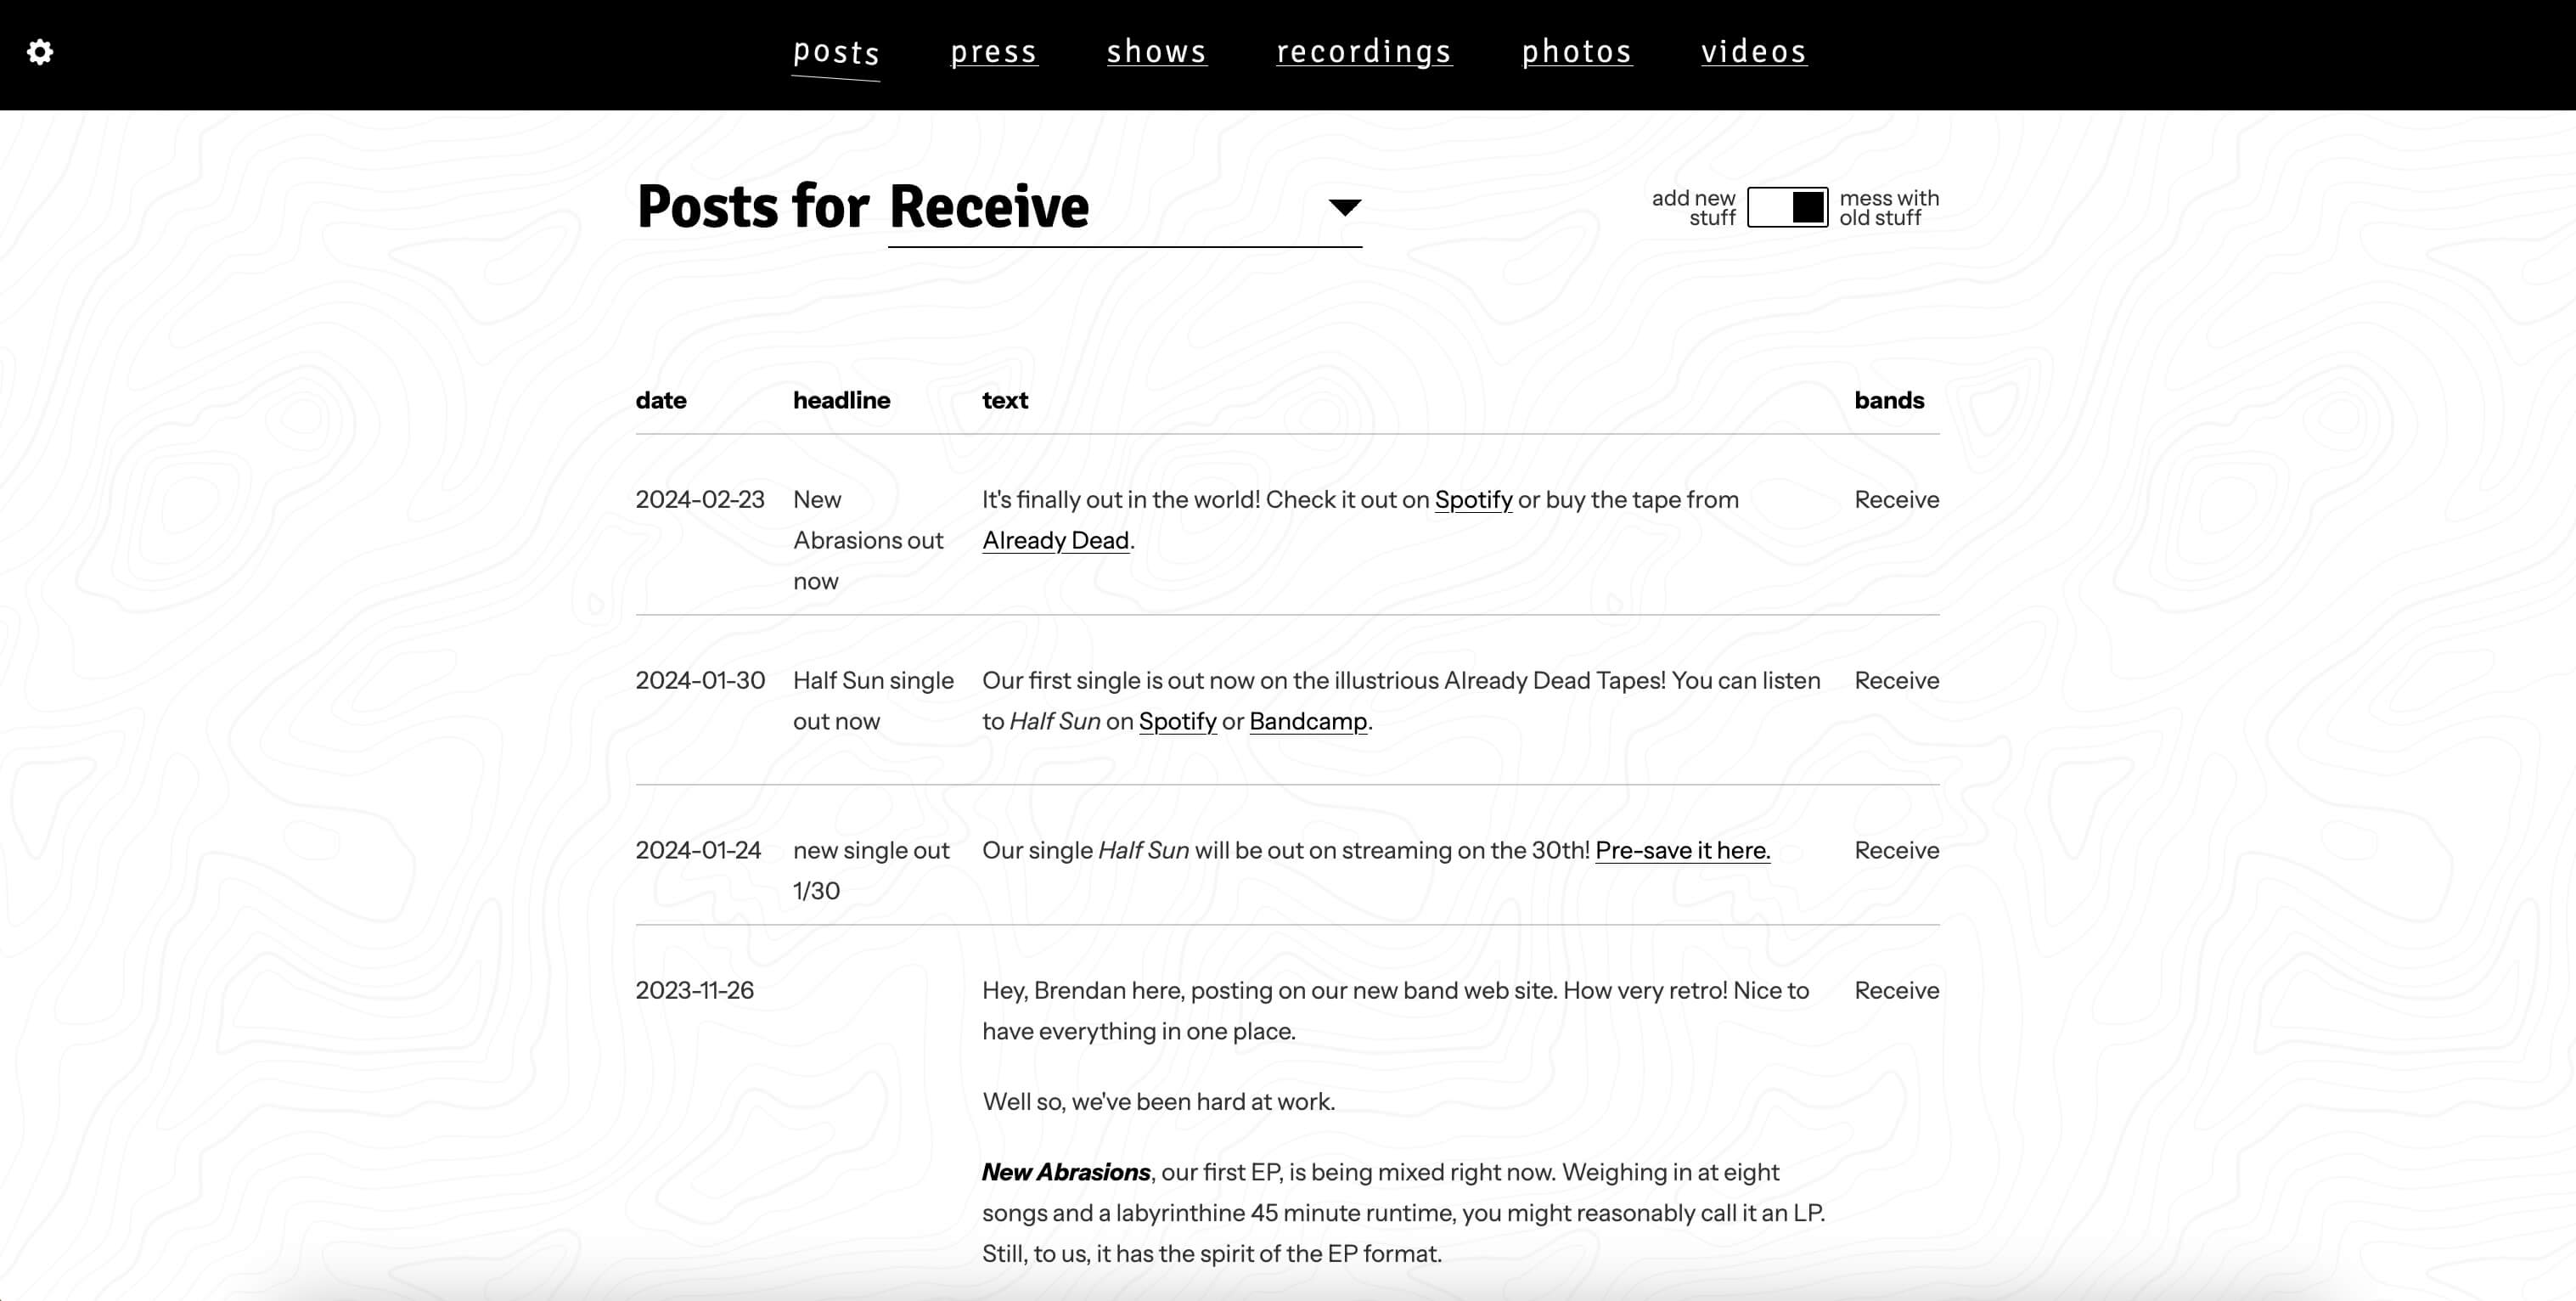 posts press shows recordings photos videos
Posts for Receive
add new stuff
mess with old stuff
date headline text bands
2024-02-23 New It's finally out in the world! Check it out on Spotify or buy the tape from Receive
Abrasions out Already Dead.
now
2024-01-30 Half Sun single Our first single is out now on the illustrious Already Dead Tapes! You can listen Receive
out now to Half Sun on Spotify or Bandcamp.
2024-01-24 new single out Our single Half Sun will be out on streaming on the 30th! Pre-save it here. Receive
1/30
2023-11-26 Hey, Brendan here, posting on our new band web site. How very retro! Nice to Receive
have everything in one place.
Well so, we've been hard at work.
New Abrasions, our first EP, is being mixed right now. Weighing in at eight
songs and a labyrinthine 45 minute runtime, you might reasonably call it an LP.
Still, to us, it has the spirit of the EP format.